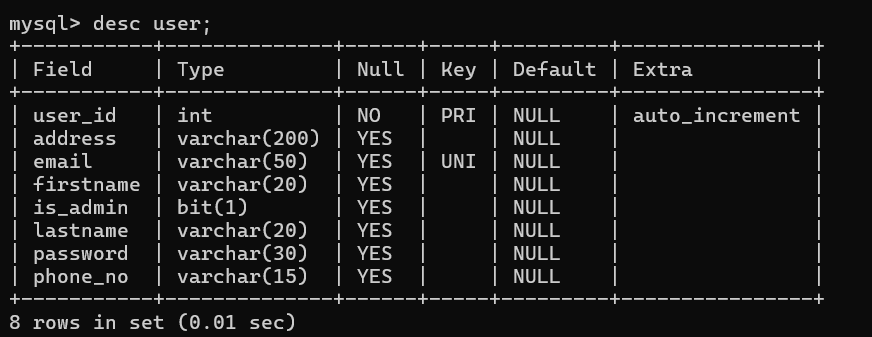 mysql> desc user;
+-----------+--------------+------+-----+---------+----------------+
| Field     | Type         | Null | Key | Default | Extra          |
+-----------+--------------+------+-----+---------+----------------+
| user_id   | int          | NO   | PRI | NULL    | auto_increment |
| address   | varchar(200) | YES  |     | NULL    |                |
| email     | varchar(50)  | YES  | UNI | NULL    |                |
| firstname | varchar(20)  | YES  |     | NULL    |                |
| is_admin  | bit(1)       | YES  |     | NULL    |                |
| lastname  | varchar(20)  | YES  |     | NULL    |                |
| password  | varchar(30)  | YES  |     | NULL    |                |
| phone_no  | varchar(15)  | YES  |     | NULL    |                |
+-----------+--------------+------+-----+---------+----------------+
8 rows in set (0.01 sec)